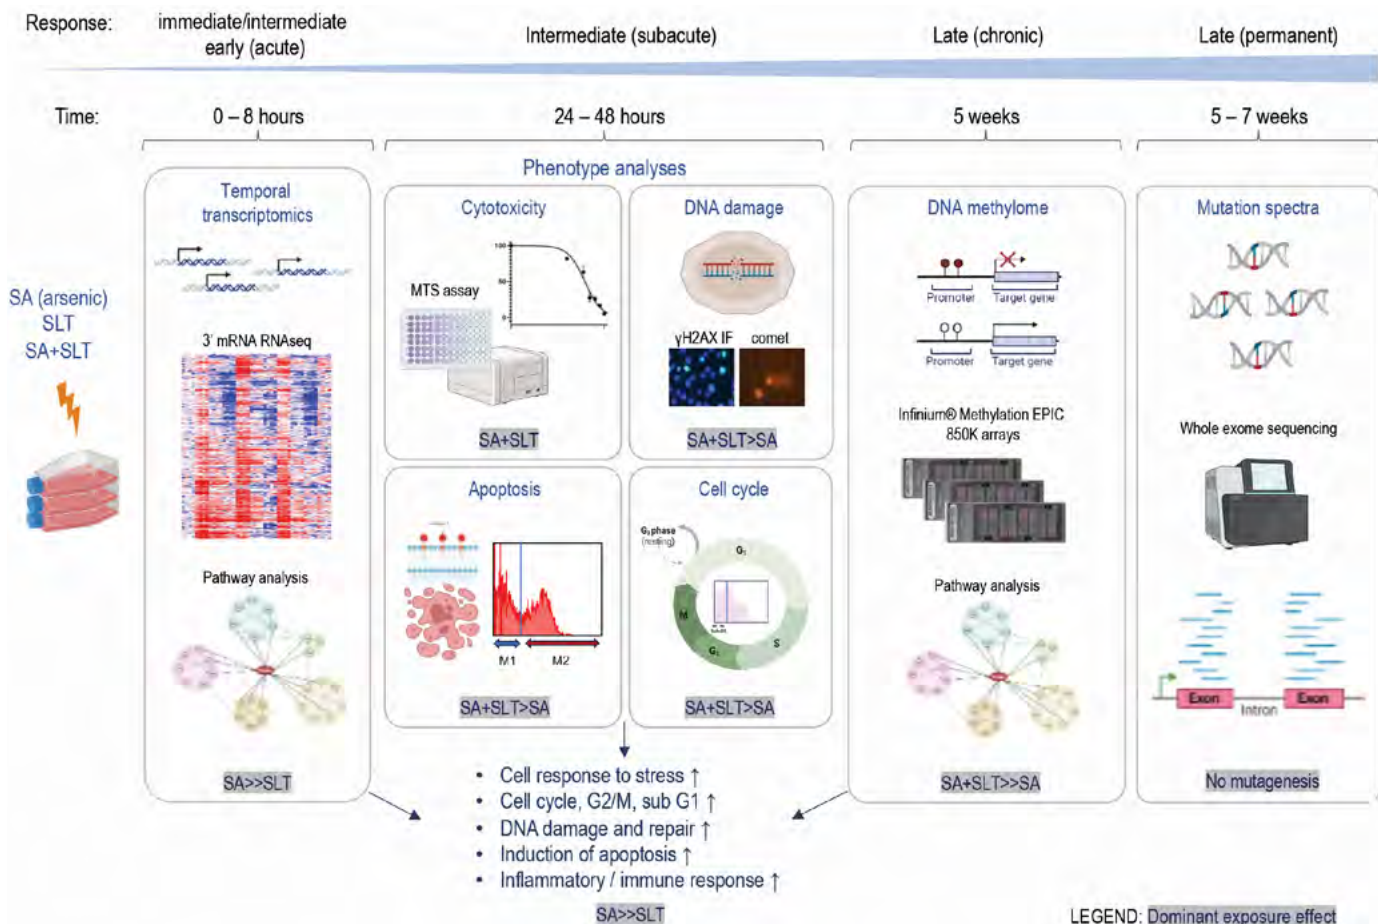 Response:
immediate/intermediate
early (acute)
Intermediate (subacute)
Late (chronic)
Late (permanent)
Time:
0 – 8 hours
24 – 48 hours
5 weeks
5 – 7 weeks
SA (arsenic)
SLT
SA+SLT
Temporal
transcriptomics
3' mRNA RNAseq
Pathway analysis
SA>>SLT
Phenotype analyses
Cytotoxicity
MTS assay
100
50
0
SA+SLT
DNA damage
γH2AX IF
comet
SA+SLT>SA
Apoptosis
M1
M2
SA+SLT>SA
Cell cycle
G₀ phase
(resting)
G₁
S
G₂
M
SA+SLT>SA
• Cell response to stress ↑
• Cell cycle, G2/M, sub G1 ↑
• DNA damage and repair ↑
• Induction of apoptosis ↑
• Inflammatory / immune response ↑
SA>>SLT
DNA methylome
Promoter
Target gene
Promoter
Target gene
Infinium® Methylation EPIC
850K arrays
Pathway analysis
SA+SLT>>SA
Mutation spectra
Whole exome sequencing
Exon
Intron
Exon
No mutagenesis
LEGEND: Dominant exposure effect